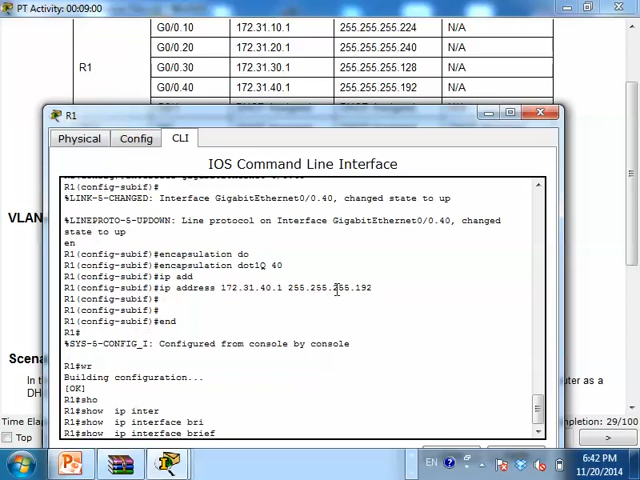 PT Activity: 00:09:00
G0/0.10 172.31.10.1 255.255.255.224 N/A
G0/0.20 172.31.20.1 255.255.255.240 N/A
R1
G0/0.30 172.31.30.1 255.255.255.128 N/A
G0/0.40 172.31.40.1 255.255.255.192 N/A
R1
Physical Config CLI
IOS Command Line Interface
R1(config-subif)#
%LINK-5-CHANGED: Interface GigabitEthernet0/0.40, changed state to up
%LINEPROTO-5-UPDOWN: Line protocol on Interface GigabitEthernet0/0.40, changed
state to up
en
R1(config-subif)#encapsulation do
R1(config-subif)#encapsulation dot1Q 40
R1(config-subif)#ip add
R1(config-subif)#ip address 172.31.40.1 255.255.255.192
R1(config-subif)#
R1(config-subif)#
R1(config-subif)#end
R1#
%SYS-5-CONFIG_I: Configured from console by console
R1#wr
Building configuration...
[OK]
R1#sho
R1#show ip inter
R1#show ip interface bri
R1#show ip interface brief
VLAN
Scena
In t
DH
uter as a
Time Ela
pletion: 29/100
Top
>
EN
6:42 PM
11/20/2014